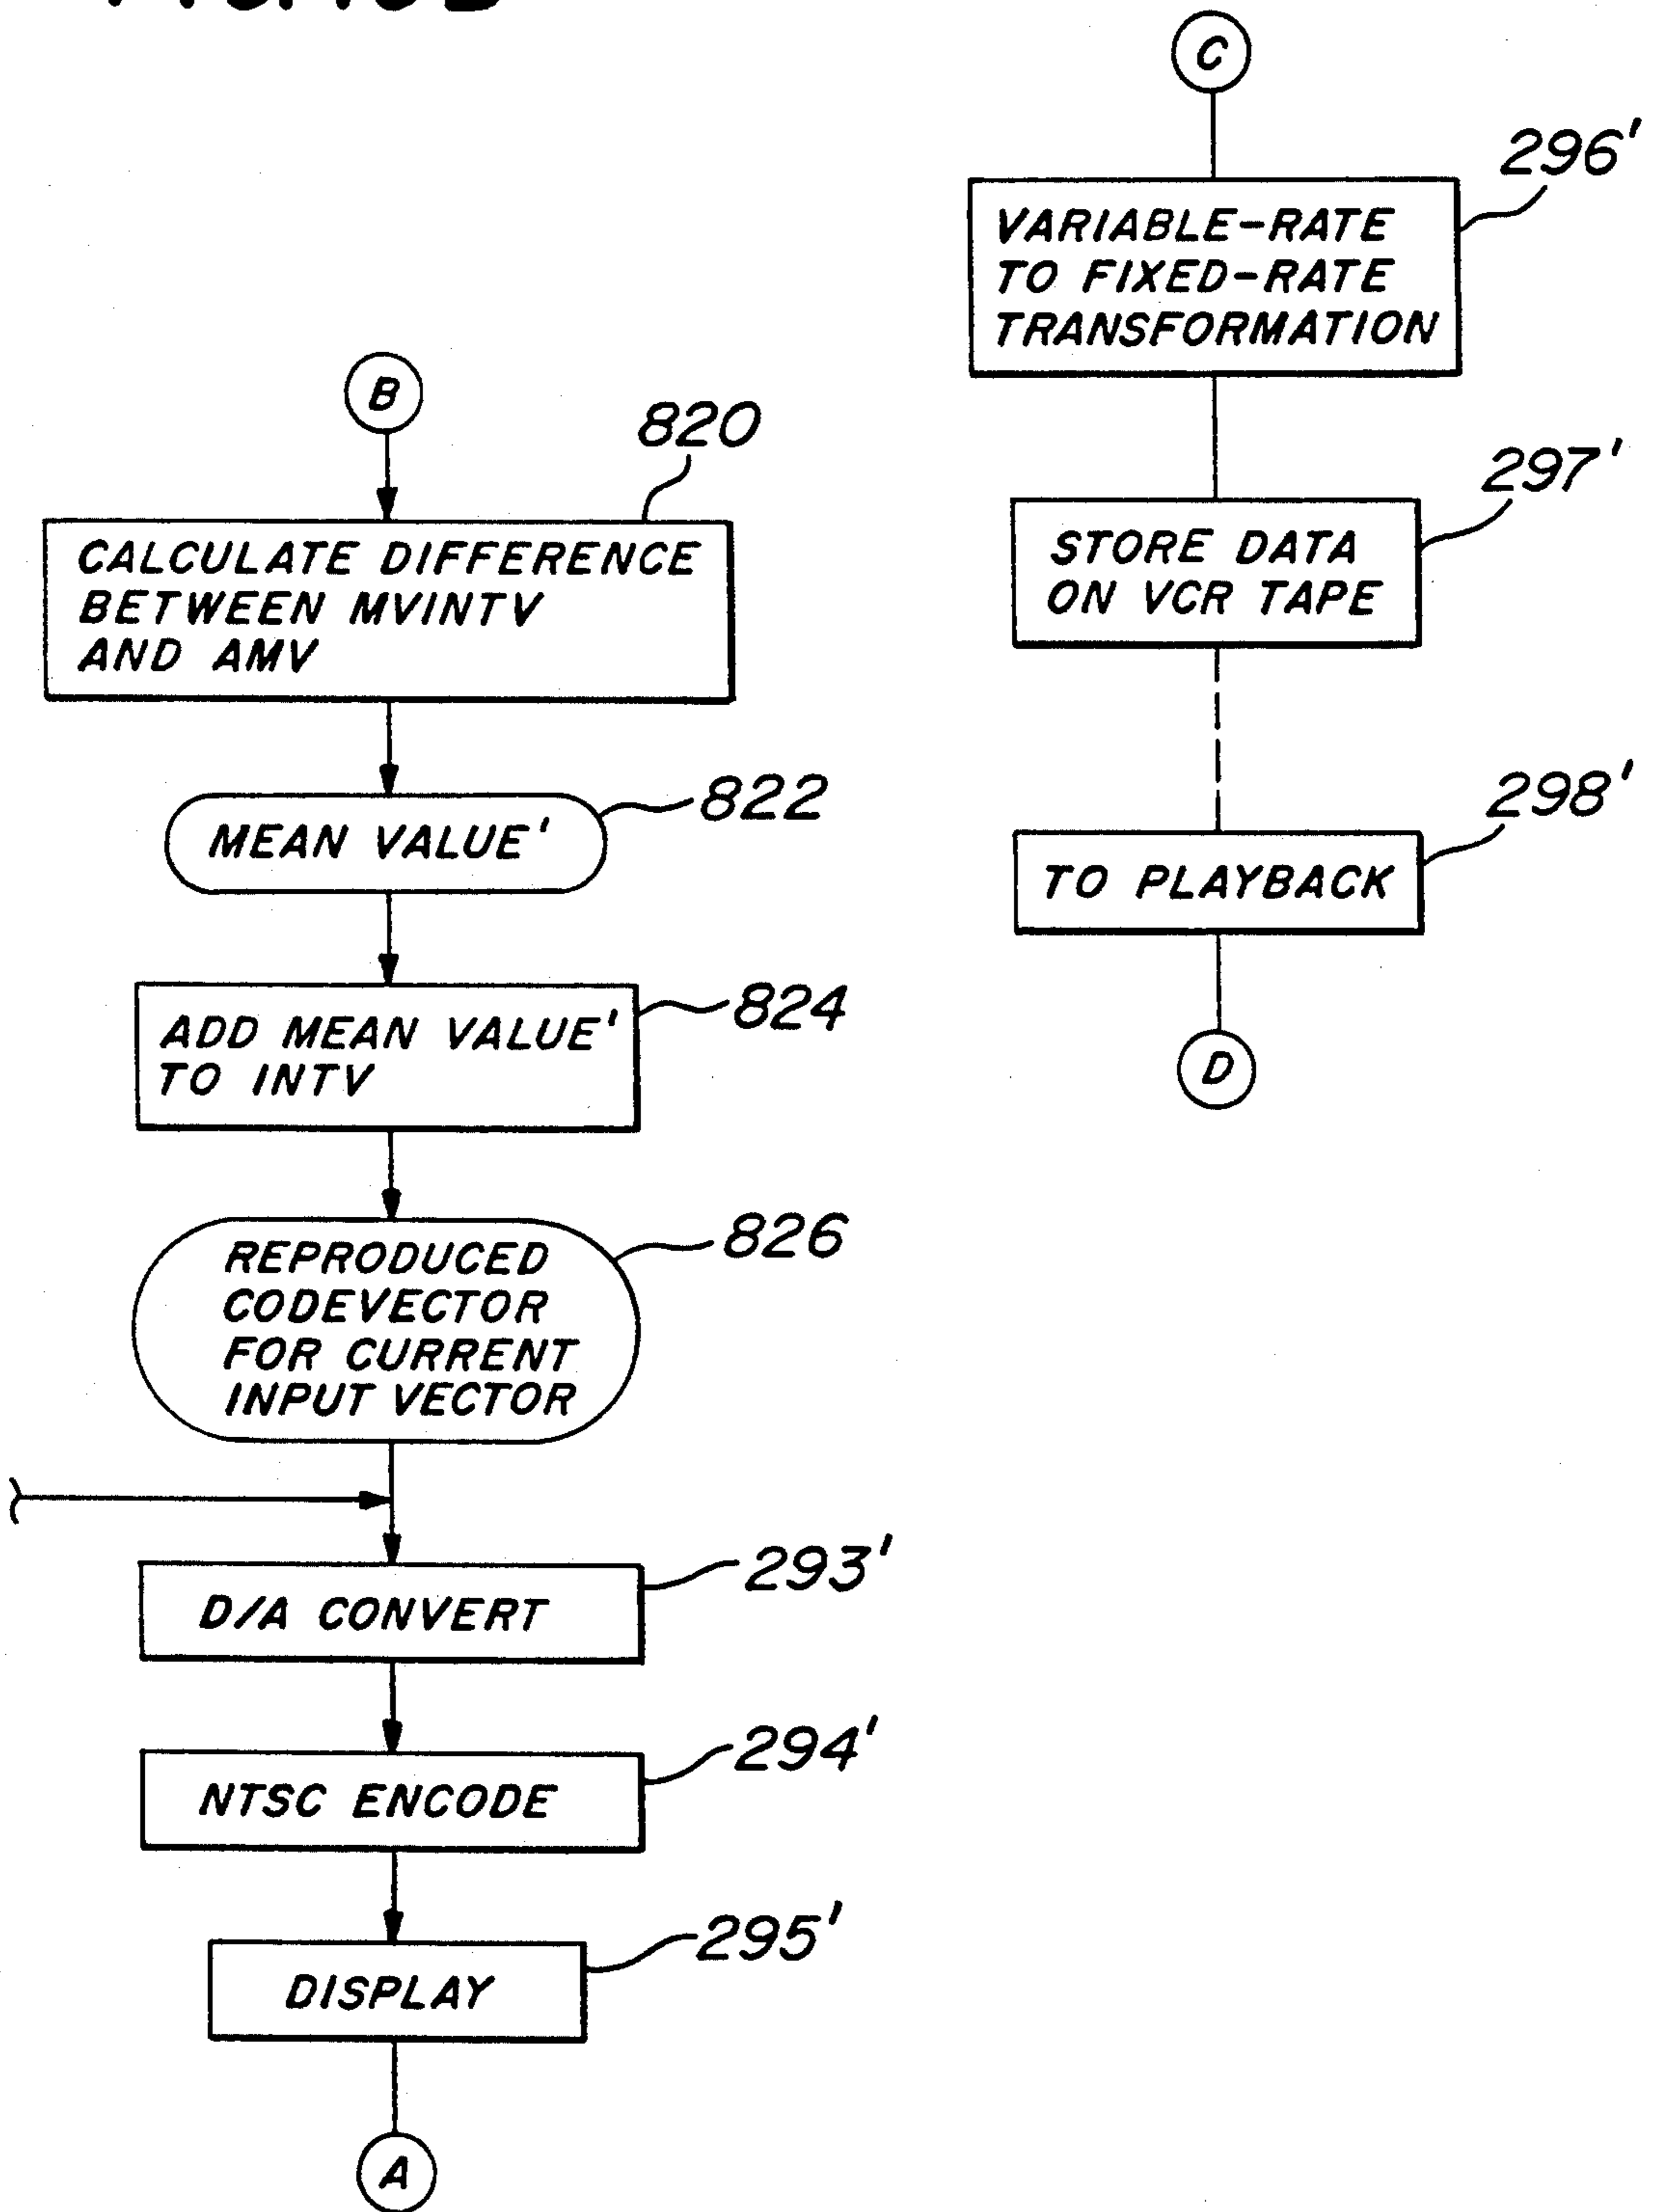 B
820
CALCULATE DIFFERENCE
BETWEEN MVINTV
AND AMV
822
MEAN VALUE'
824
ADD MEAN VALUE'
TO INTV
826
REPRODUCED
CODEVECTOR
FOR CURRENT
INPUT VECTOR
293'
D/A CONVERT
294'
NTSC ENCODE
295'
DISPLAY
A
C
296'
VARIABLE-RATE
TO FIXED-RATE
TRANSFORMATION
297'
STORE DATA
ON VCR TAPE
298'
TO PLAYBACK
D